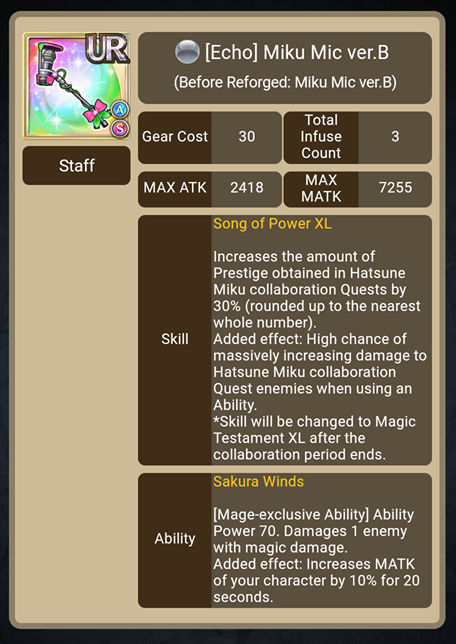 UR
A
S
Staff
[Echo] Miku Mic ver.B
(Before Reforged: Miku Mic ver.B)
Gear Cost
30
Total
Infuse
Count
3
MAX ATK
2418
MAX
MATK
7255
Skill
Song of Power XL
Increases the amount of
Prestige obtained in Hatsune
Miku collaboration Quests by
30% (rounded up to the nearest
whole number).
Added effect: High chance of
massively increasing damage to
Hatsune Miku collaboration
Quest enemies when using an
Ability.
*Skill will be changed to Magic
Testament XL after the
collaboration period ends.
Ability
Sakura Winds
[Mage-exclusive Ability] Ability
Power 70. Damages 1 enemy
with magic damage.
Added effect: Increases MATK
of your character by 10% for 20
seconds.